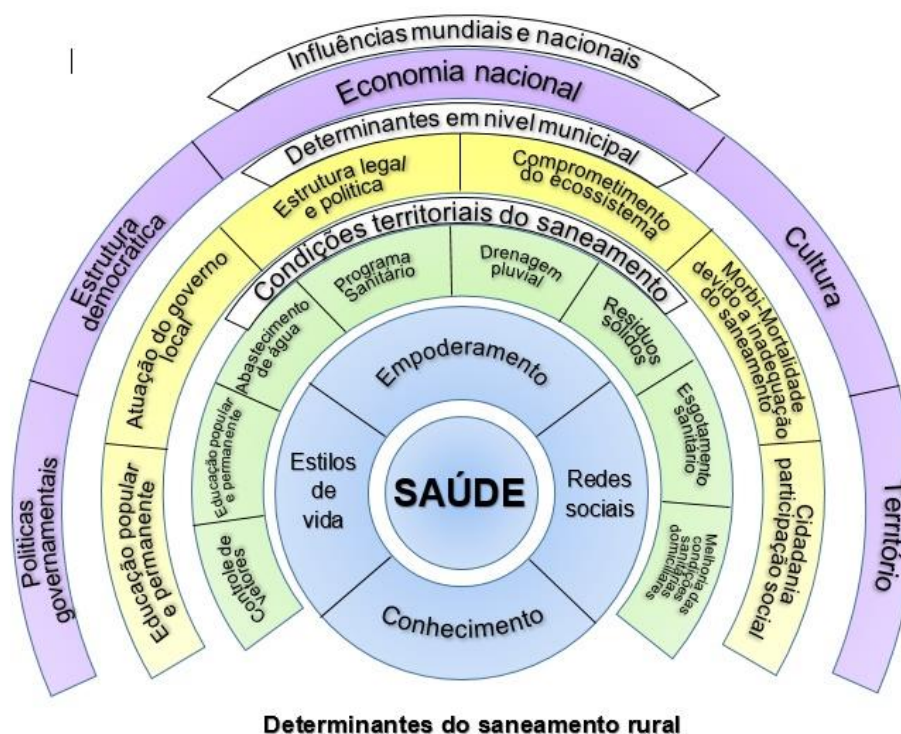 Influências mundiais e nacionais
Economia nacional
Estrutura
democrática
Cultura
Políticas
governamentais
Território
Determinantes em nível municipal
Estrutura legal
e política
Comprometimento
do ecossistema
Atuação do governo
local
Morbi-Mortalidade
devido a inadequação
do saneamento
Educação popular
e permanente
Cidadania
participação social
Condições territoriais do saneamento
Programa
Sanitário
Drenagem
pluvial
Abastecimento
de água
Resíduos
sólidos
Educação popular
e permanente
Esgotamento
sanitário
Controle de
vetores
Melhoria das
condições
sanitárias
domiciliares
Empoderamento
Estilos
de
vida
SAÚDE
Redes
sociais
Conhecimento
Determinantes do saneamento rural